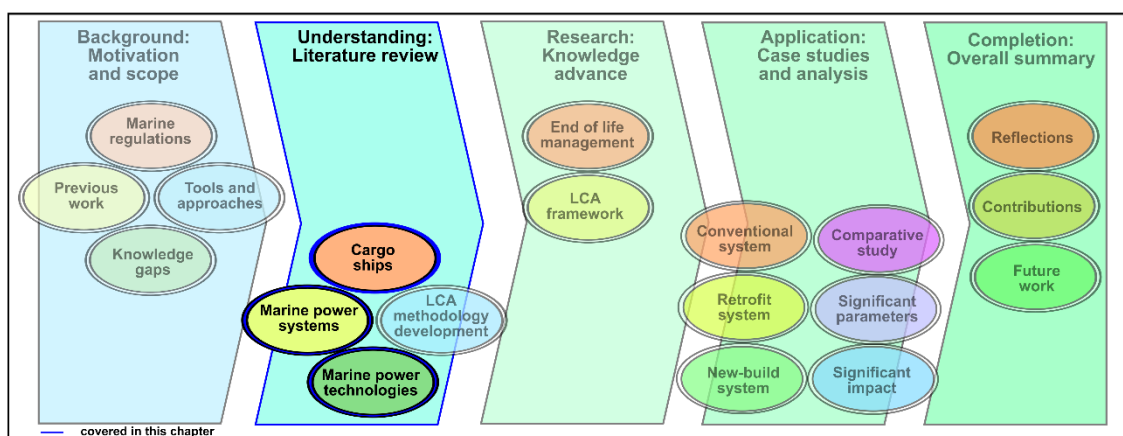 Background:
Motivation
and scope
Marine
regulations
Previous
work
Tools and
approaches
Knowledge
gaps
Understanding:
Literature review
Cargo
ships
Marine power
systems
LCA
methodology
development
Marine power
technologies
Research:
Knowledge
advance
End of life
management
LCA
framework
Application:
Case studies
and analysis
Conventional
system
Comparative
study
Retrofit
system
Significant
parameters
New-build
system
Significant
impact
Completion:
Overall summary
Reflections
Contributions
Future
work
covered in this chapter